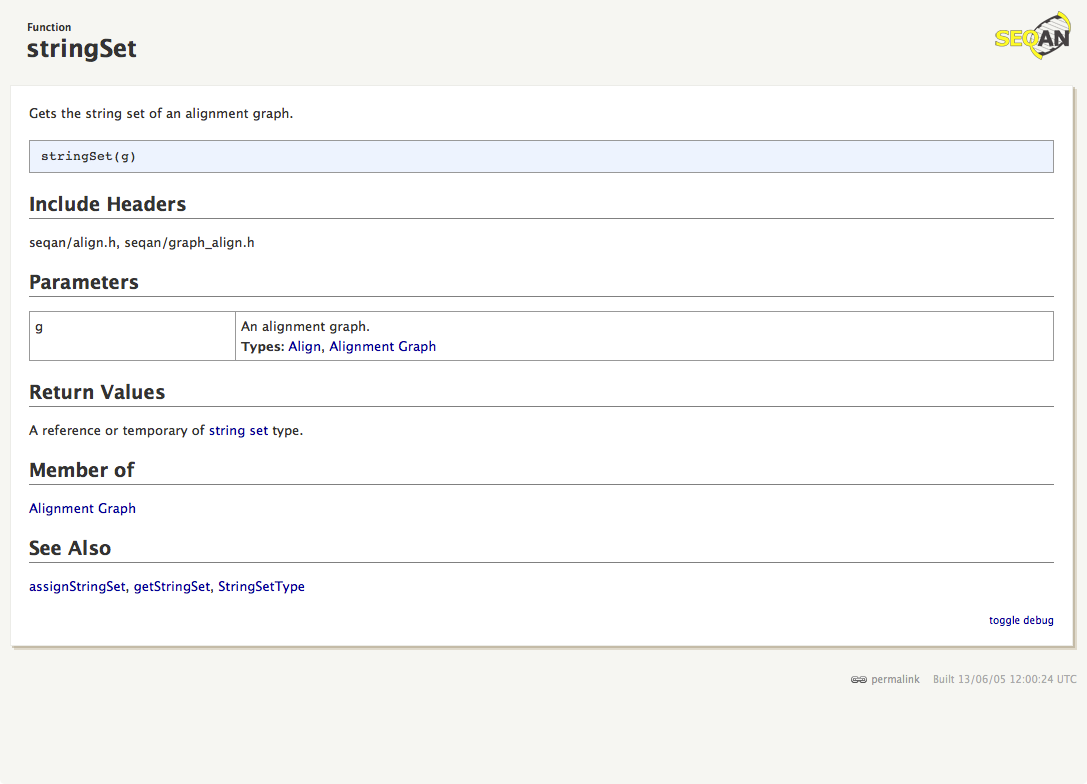 Function
stringSet
SEQAN
Gets the string set of an alignment graph.
stringSet(g)
Include Headers
seqan/align.h, seqan/graph_align.h
Parameters
g
An alignment graph.
Types: Align, Alignment Graph
Return Values
A reference or temporary of string set type.
Member of
Alignment Graph
See Also
assignStringSet, getStringSet, StringSetType
toggle debug
permalink Built 13/06/05 12:00:24 UTC